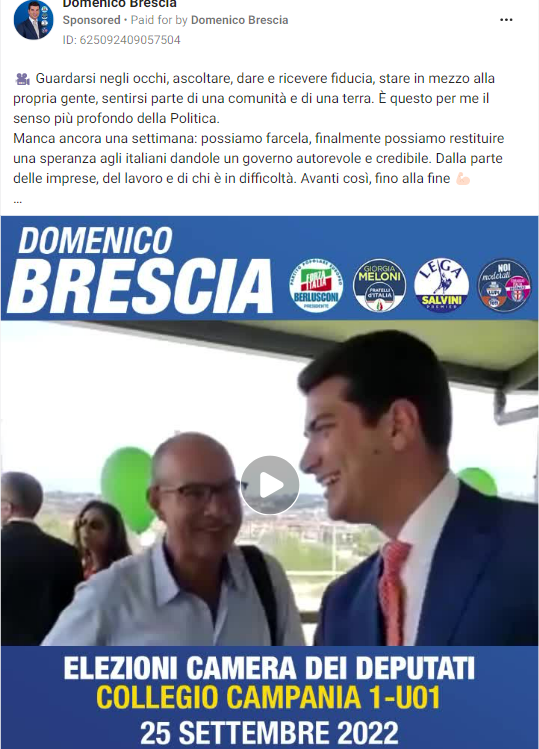 Domenico Brescia
Sponsored • Paid for by Domenico Brescia
ID: 625092409057504
🎥 Guardarsi negli occhi, ascoltare, dare e ricevere fiducia, stare in mezzo alla
propria gente, sentirsi parte di una comunità e di una terra. È questo per me il
senso più profondo della Politica.
Manca ancora una settimana: possiamo farcela, finalmente possiamo restituire
una speranza agli italiani dandole un governo autorevole e credibile. Dalla parte
delle imprese, del lavoro e di chi è in difficoltà. Avanti così, fino alla fine 💪🏻
...
DOMENICO
BRESCIA
FORZA
ITALIA
BERLUSCONI
PRESIDENTE
GIORGIA
MELONI
FRATELLI
d'ITALIA
LEGA
SALVINI
PREMIER
NOI
moderati
ELEZIONI CAMERA DEI DEPUTATI
COLLEGIO CAMPANIA 1-U01
25 SETTEMBRE 2022